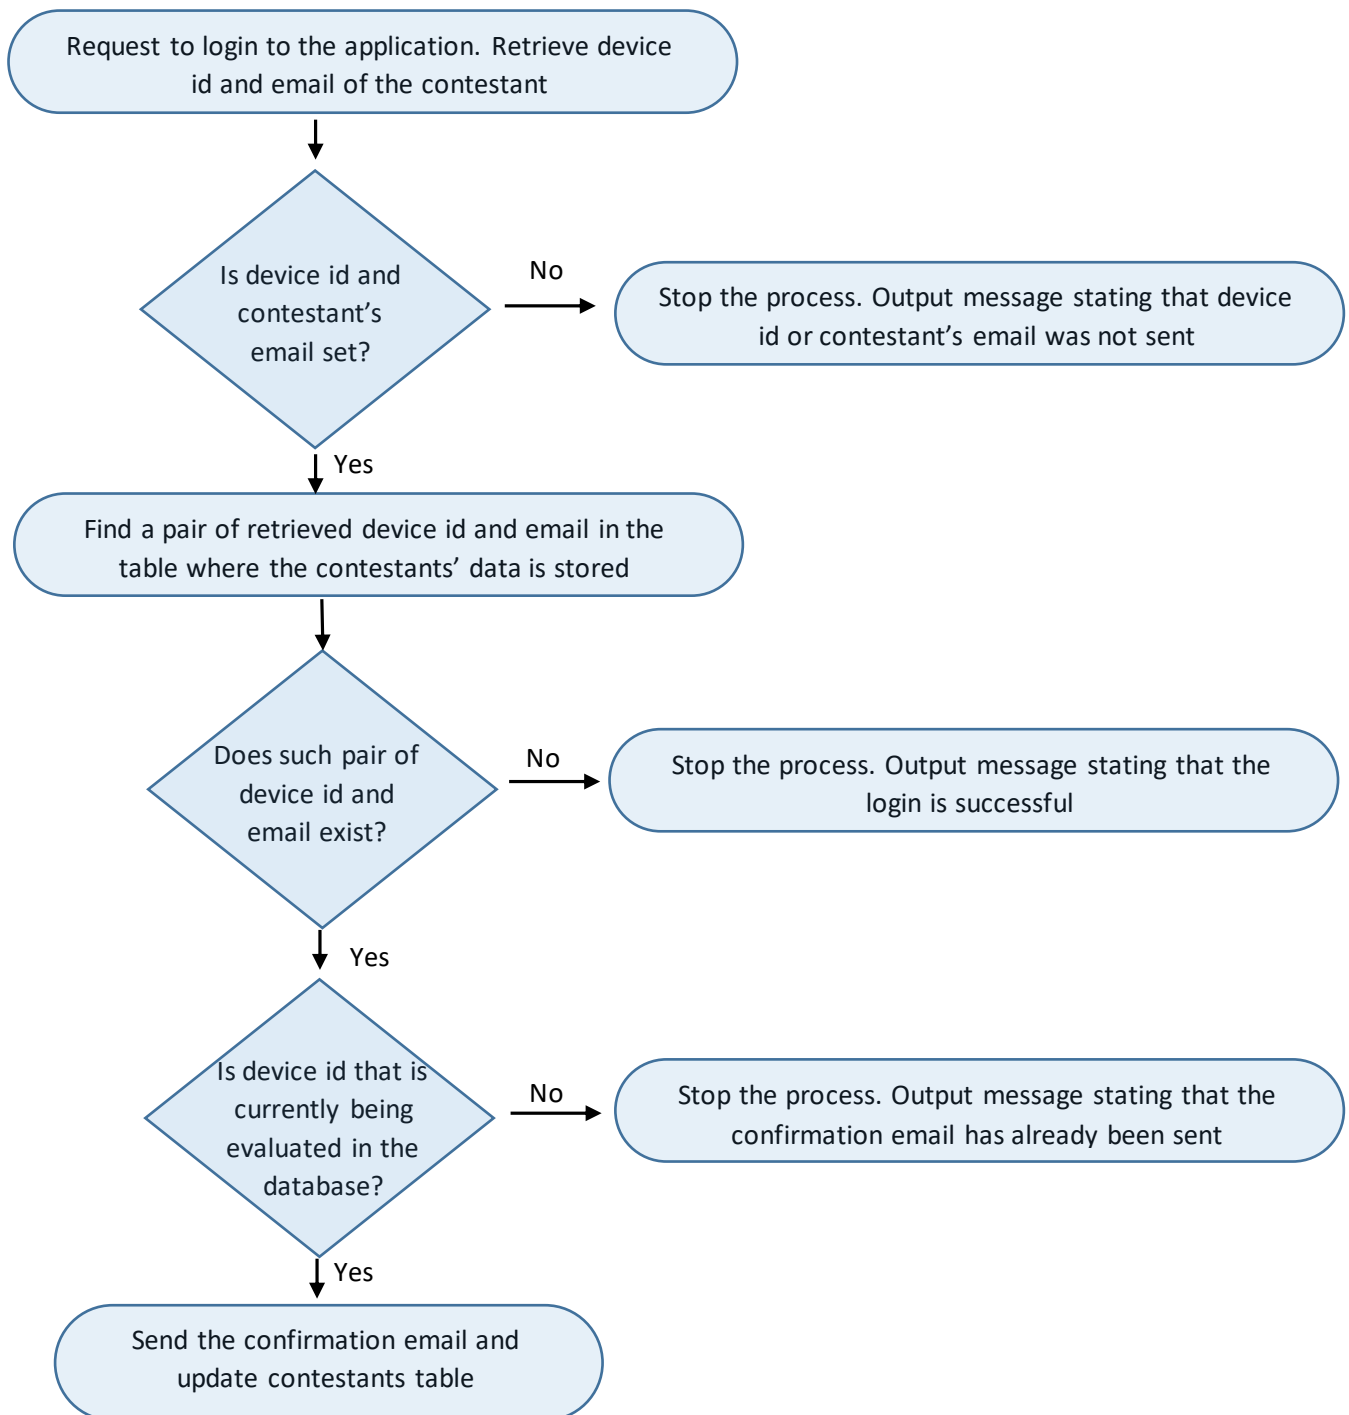 Request to login to the application. Retrieve device
id and email of the contestant
Is device id and
contestant’s
email set?
No
Stop the process. Output message stating that device
id or contestant’s email was not sent
Yes
Find a pair of retrieved device id and email in the
table where the contestants’ data is stored
Does such pair of
device id and
email exist?
No
Stop the process. Output message stating that the
login is successful
Yes
Is device id that is
currently being
evaluated in the
database?
No
Stop the process. Output message stating that the
confirmation email has already been sent
Yes
Send the confirmation email and
update contestants table